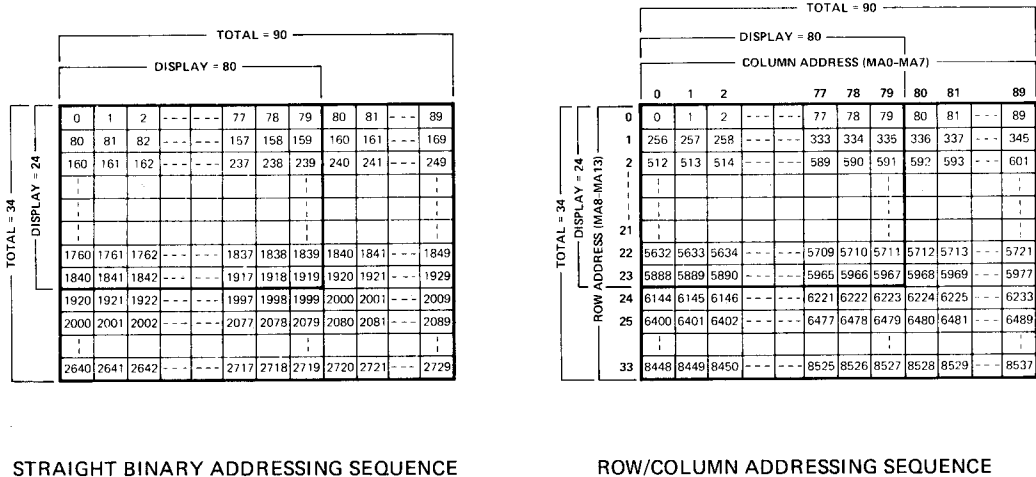 TOTAL = 90
DISPLAY = 80
TOTAL = 34
DISPLAY = 24
0 1 2 ---- ---- 77 78 79 80 81 --- 89
80 81 82 ---- ---- 157 158 159 160 161 --- 169
160 161 162 ---- ---- 237 238 239 240 241 --- 249
1760 1761 1762 ---- ---- 1837 1838 1839 1840 1841 --- 1849
1840 1841 1842 ---- ---- 1917 1918 1919 1920 1921 --- 1929
1920 1921 1922 ---- ---- 1997 1998 1999 2000 2001 --- 2009
2000 2001 2002 ---- ---- 2077 2078 2079 2080 2081 --- 2089
2640 2641 2642 ---- ---- 2717 2718 2719 2720 2721 --- 2729
STRAIGHT BINARY ADDRESSING SEQUENCE
TOTAL = 90
DISPLAY = 80
COLUMN ADDRESS (MA0-MA7)
TOTAL = 34
DISPLAY = 24
ROW ADDRESS (MA8-MA13)
0 1 2 77 78 79 80 81 89
0 0 1 2 ---- ---- 77 78 79 80 81 --- 89
1 256 257 258 ---- ---- 333 334 335 336 337 --- 345
2 512 513 514 ---- ---- 589 590 591 592 593 --- 601
21
22 5632 5633 5634 ---- ---- 5709 5710 5711 5712 5713 --- 5721
23 5888 5889 5890 ---- ---- 5965 5966 5967 5968 5969 --- 5977
24 6144 6145 6146 ---- ---- 6221 6222 6223 6224 6225 --- 6233
25 6400 6401 6402 ---- ---- 6477 6478 6479 6480 6481 --- 6489
33 8448 8449 8450 ---- ---- 8525 8526 8527 8528 8529 --- 8537
ROW/COLUMN ADDRESSING SEQUENCE